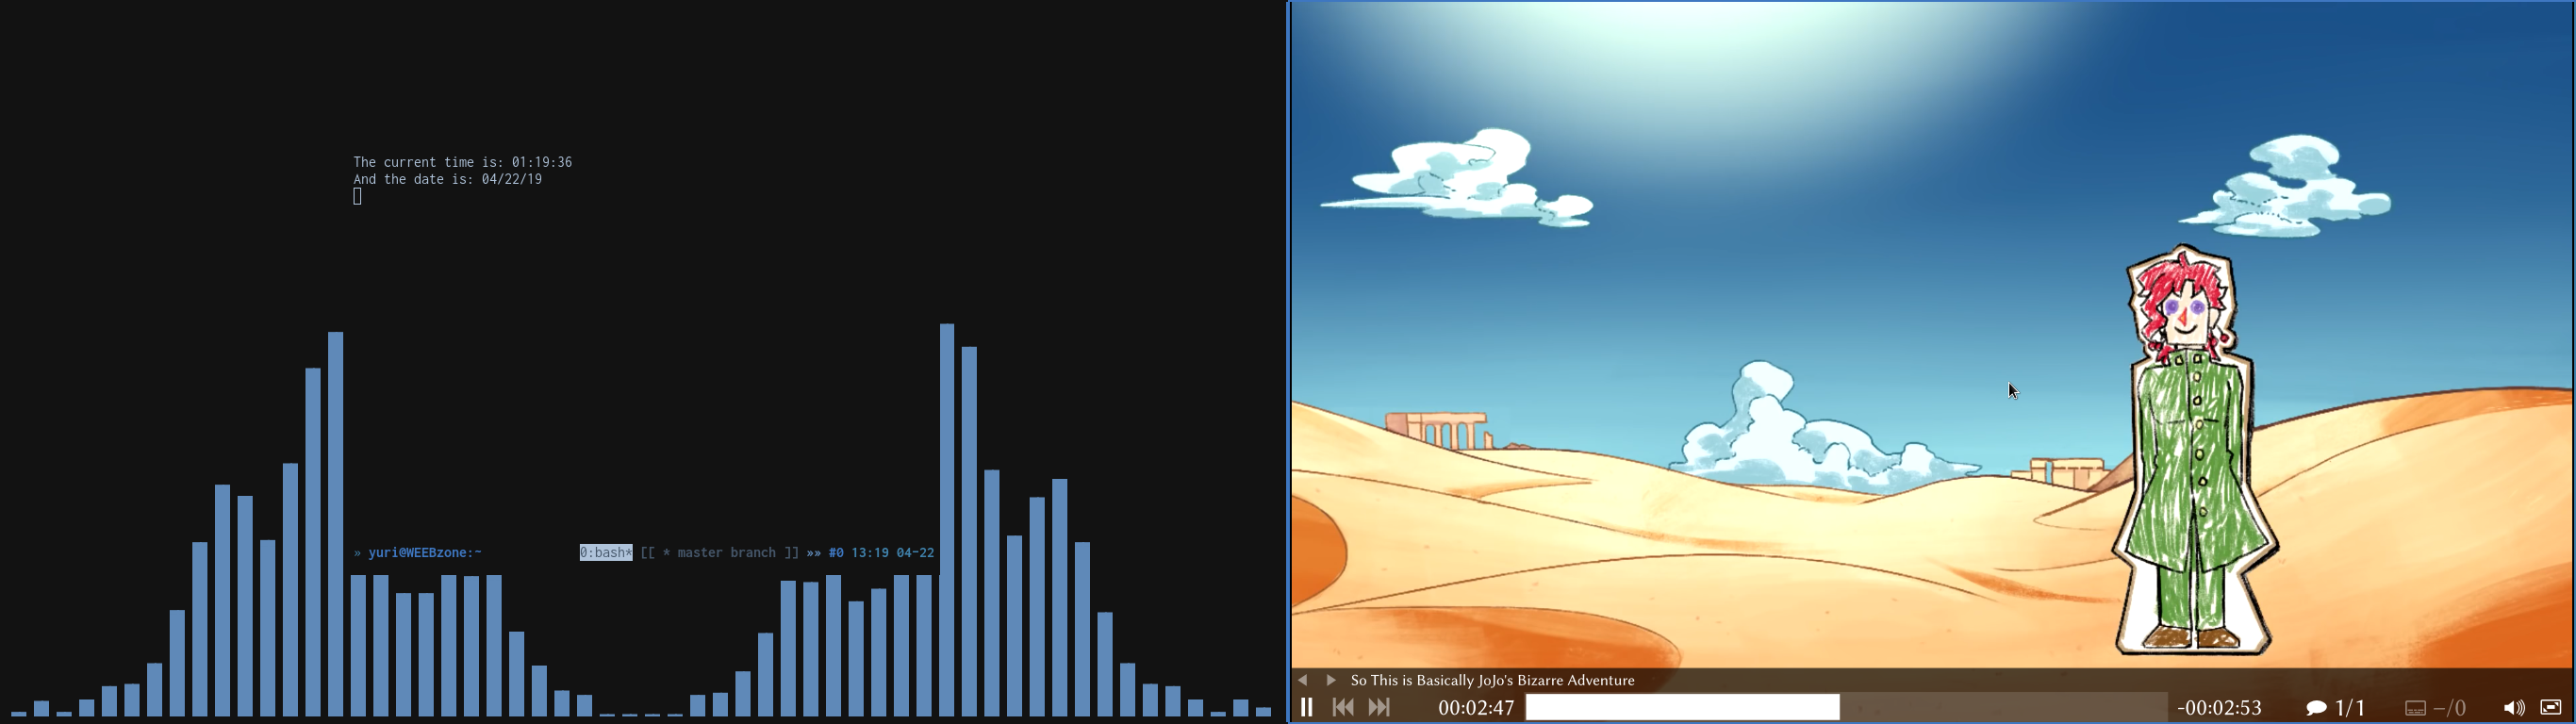 The current time is: 01:19:36
And the date is: 04/22/19
» yuri@WEEBzone:~ 0:bash* [[ * master branch ]] »» #0 13:19 04-22
So This is Basically JoJo's Bizarre Adventure
00:02:47 -00:02:53 1/1 -/0